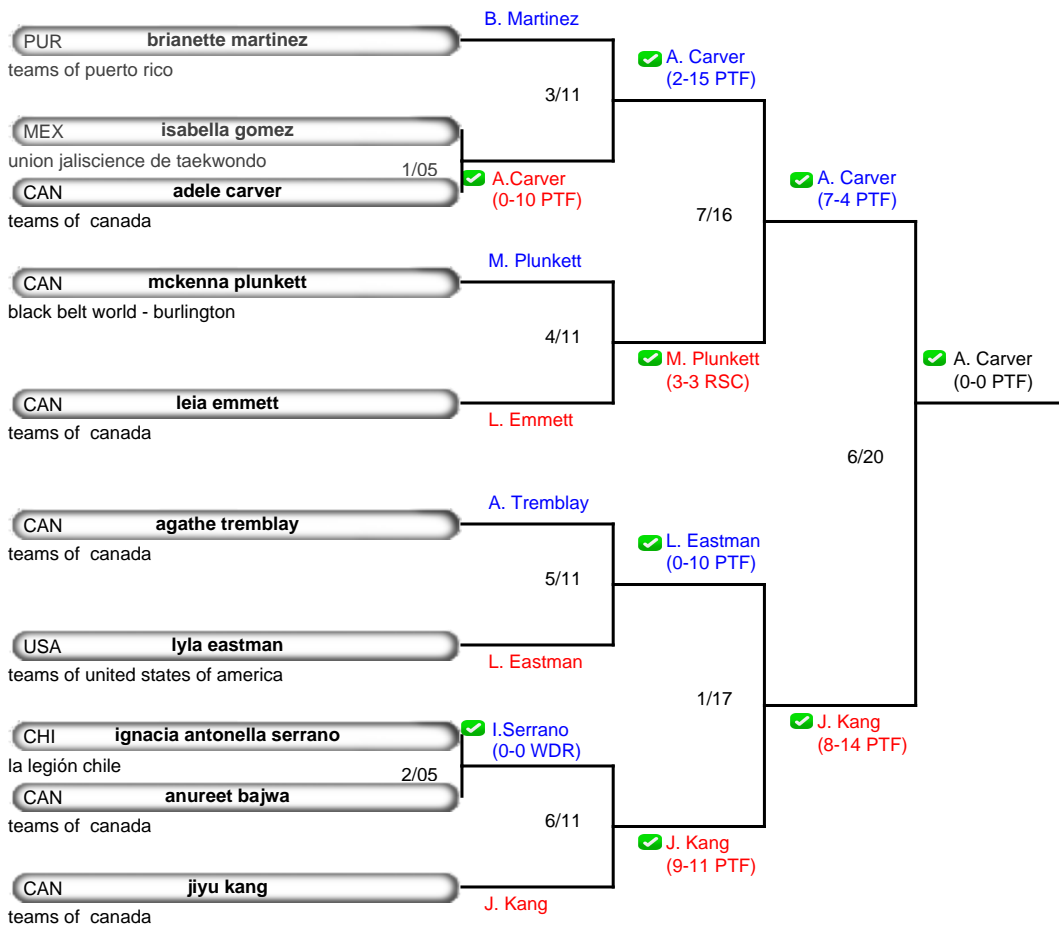 B. Martinez
PUR brianette martinez
teams of puerto rico
A. Carver
(2-15 PTF)
3/11
MEX isabella gomez
union jaliscience de taekwondo
1/05
CAN adele carver
teams of  canada
A.Carver
(0-10 PTF)
A. Carver
(7-4 PTF)
7/16
M. Plunkett
CAN mckenna plunkett
black belt world - burlington
4/11
M. Plunkett
(3-3 RSC)
A. Carver
(0-0 PTF)
CAN leia emmett
teams of  canada
L. Emmett
6/20
A. Tremblay
CAN agathe tremblay
teams of  canada
L. Eastman
(0-10 PTF)
5/11
USA lyla eastman
teams of united states of america
L. Eastman
1/17
CHI ignacia antonella serrano
la legión chile
I.Serrano
(0-0 WDR)
J. Kang
(8-14 PTF)
2/05
CAN anureet bajwa
teams of  canada
6/11
J. Kang
(9-11 PTF)
CAN jiyu kang
teams of  canada
J. Kang